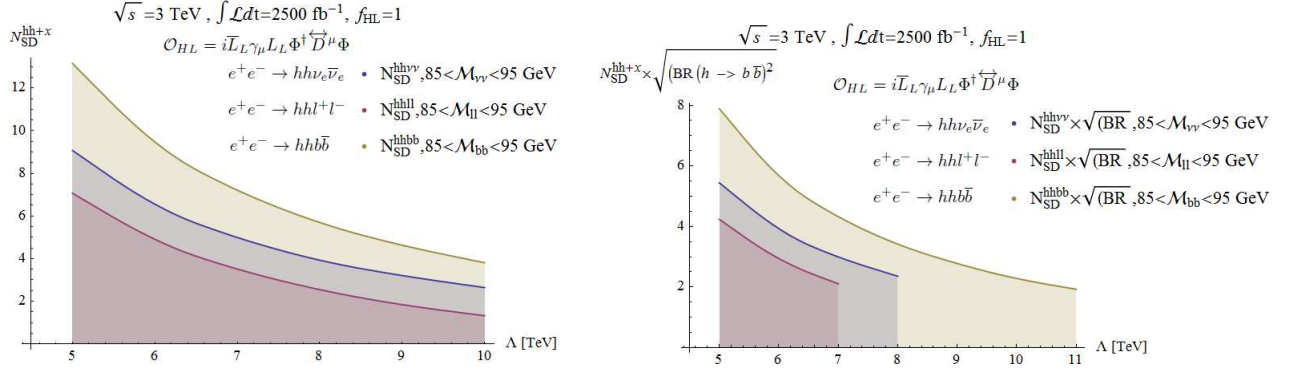 √s =3 TeV , ∫ℒdt=2500 fb⁻¹, f_HL=1
N_SD^hh+x
𝒪_HL = i L̅_L γ_μ L_L Φ† D↔^μ Φ
e⁺e⁻ → hhν_e ν̅_e • N_SD^hhνν,85<ℳ_νν<95 GeV
e⁺e⁻ → hhl⁺l⁻ • N_SD^hhll,85<ℳ_ll<95 GeV
e⁺e⁻ → hhbb̅ • N_SD^hhbb,85<ℳ_bb<95 GeV
12
10
8
6
4
2
5 6 7 8 9 10
Λ [TeV]
√s =3 TeV , ∫ℒdt=2500 fb⁻¹, f_HL=1
N_SD^hh+x ×√(BR (h -> b b̅)²
𝒪_HL = i L̅_L γ_μ L_L Φ† D↔^μ Φ
e⁺e⁻ → hhν_e ν̅_e • N_SD^hhνν×√(BR ,85<ℳ_νν<95 GeV
e⁺e⁻ → hhl⁺l⁻ • N_SD^hhll×√(BR ,85<ℳ_ll<95 GeV
e⁺e⁻ → hhbb̅ • N_SD^hhbb×√(BR ,85<ℳ_bb<95 GeV
8
6
4
2
5 6 7 8 9 10 11
Λ [TeV]